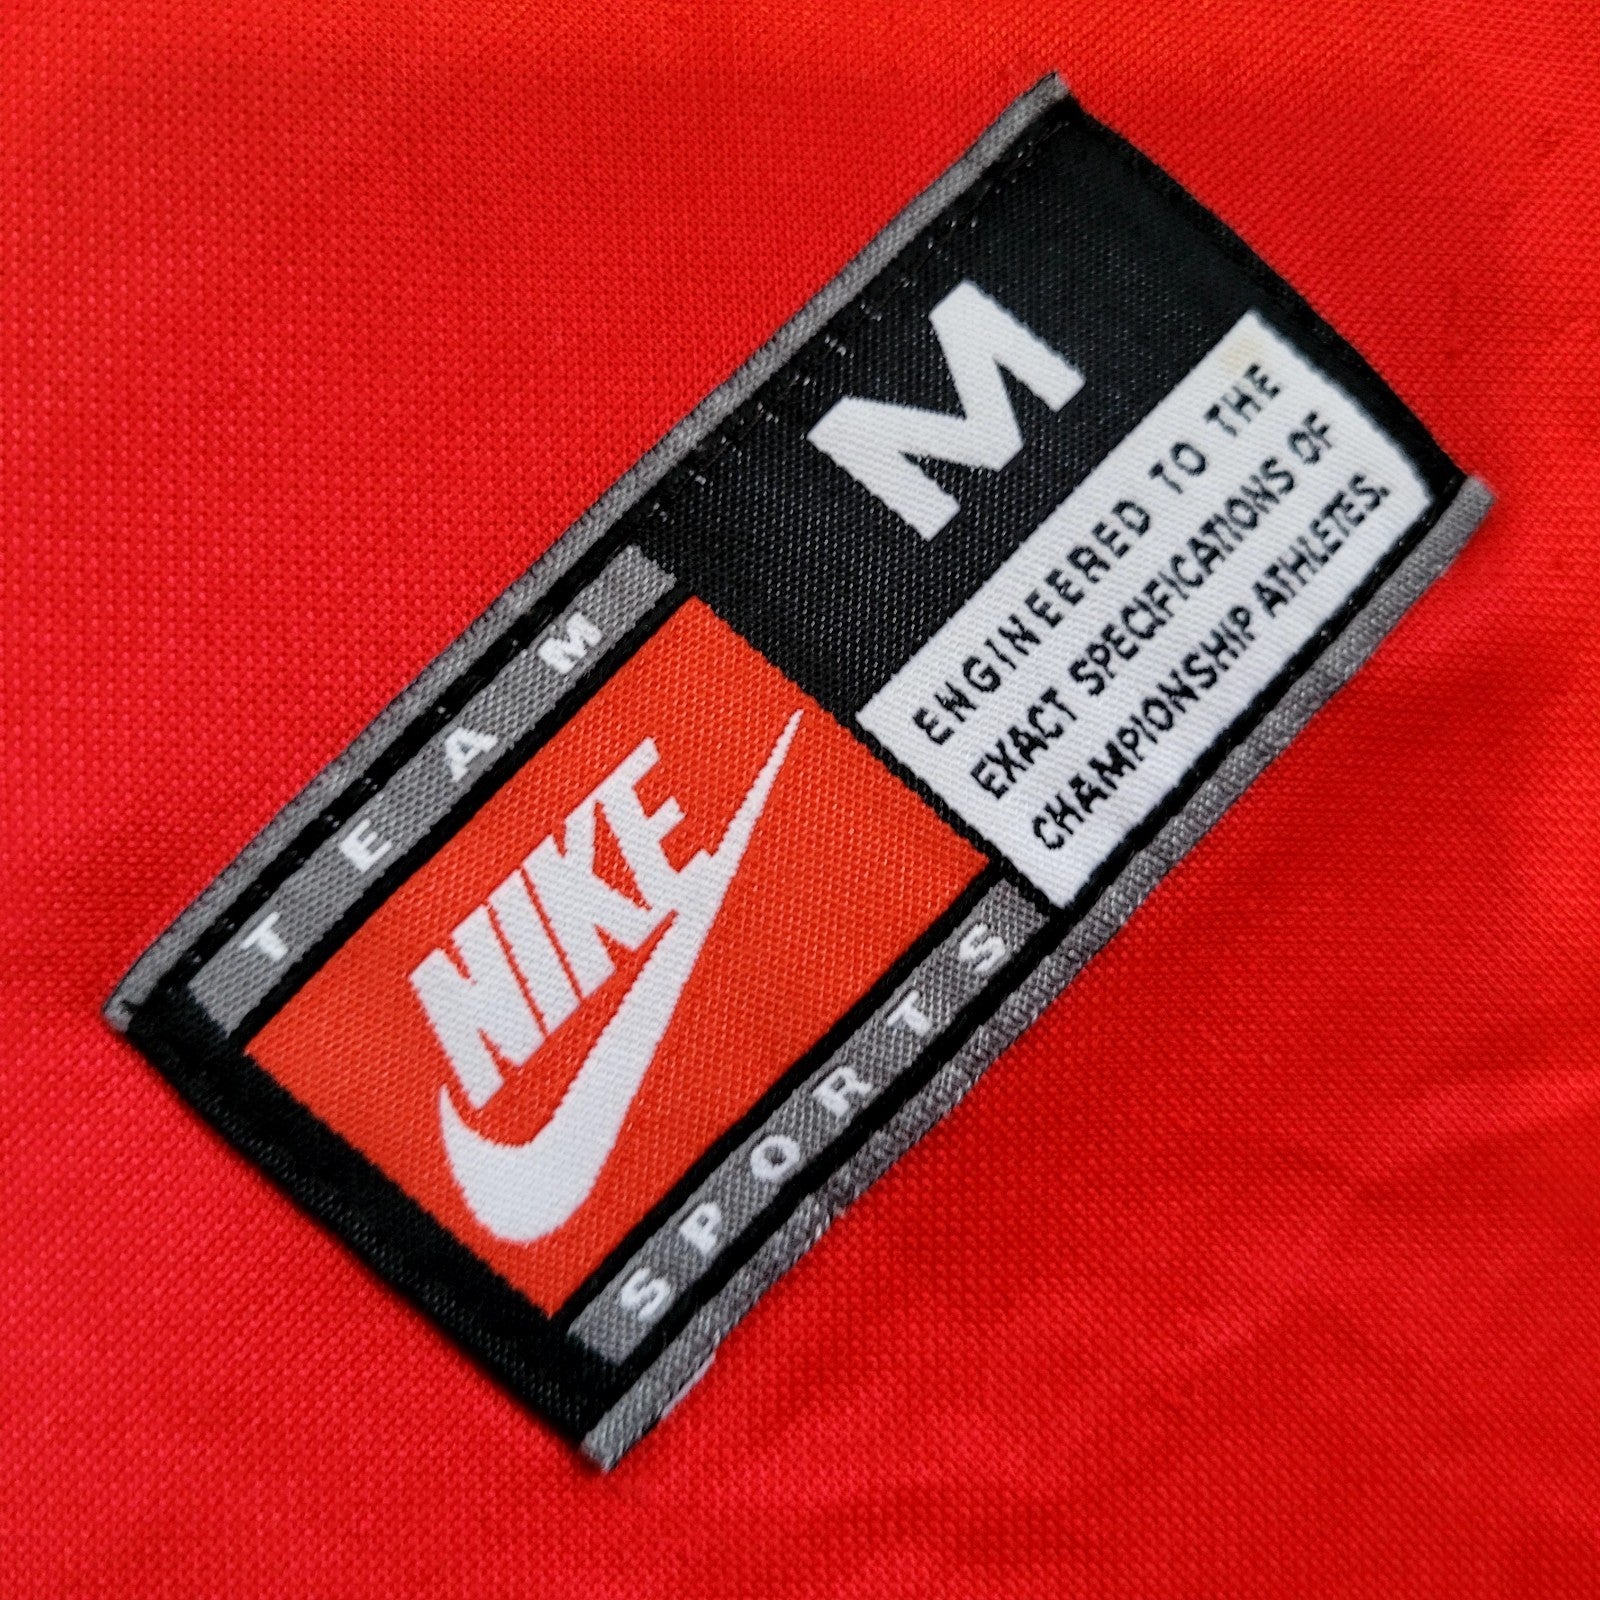 M
ENGINEERED TO THE
EXACT SPECIFICATIONS OF
CHAMPIONSHIP ATHLETES.
TEAM
NIKE
SPORTS